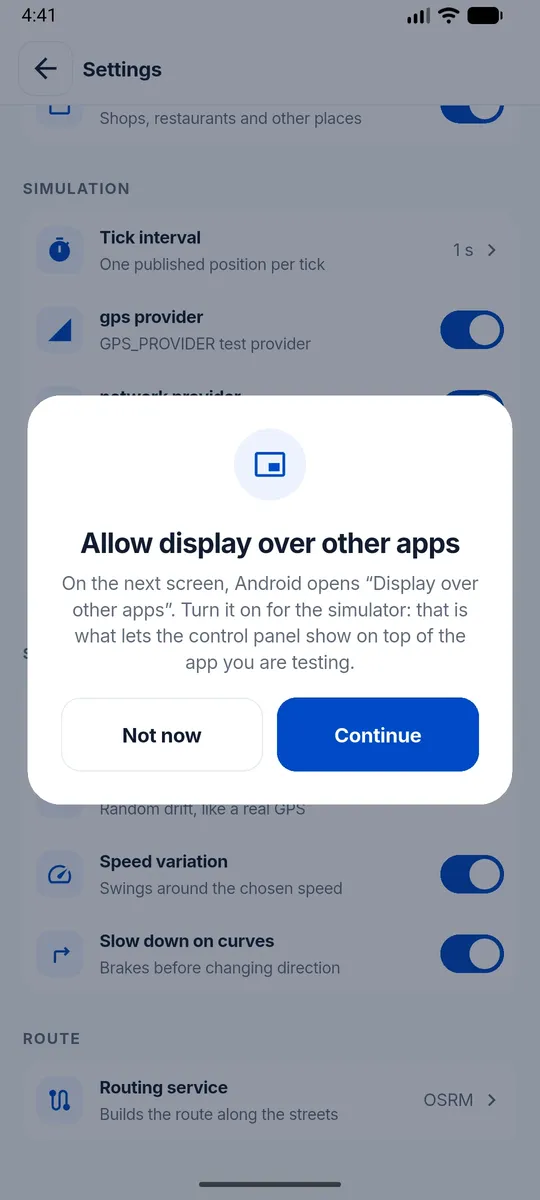 4:41
Settings
Shops, restaurants and other places
SIMULATION
Tick interval
1 s
One published position per tick
gps provider
GPS_PROVIDER test provider
network provider
Allow display over other apps
On the next screen, Android opens “Display over
other apps”. Turn it on for the simulator: that is
what lets the control panel show on top of the
app you are testing.
Not now
Continue
Random drift, like a real GPS
Speed variation
Swings around the chosen speed
Slow down on curves
Brakes before changing direction
ROUTE
Routing service
OSRM
Builds the route along the streets